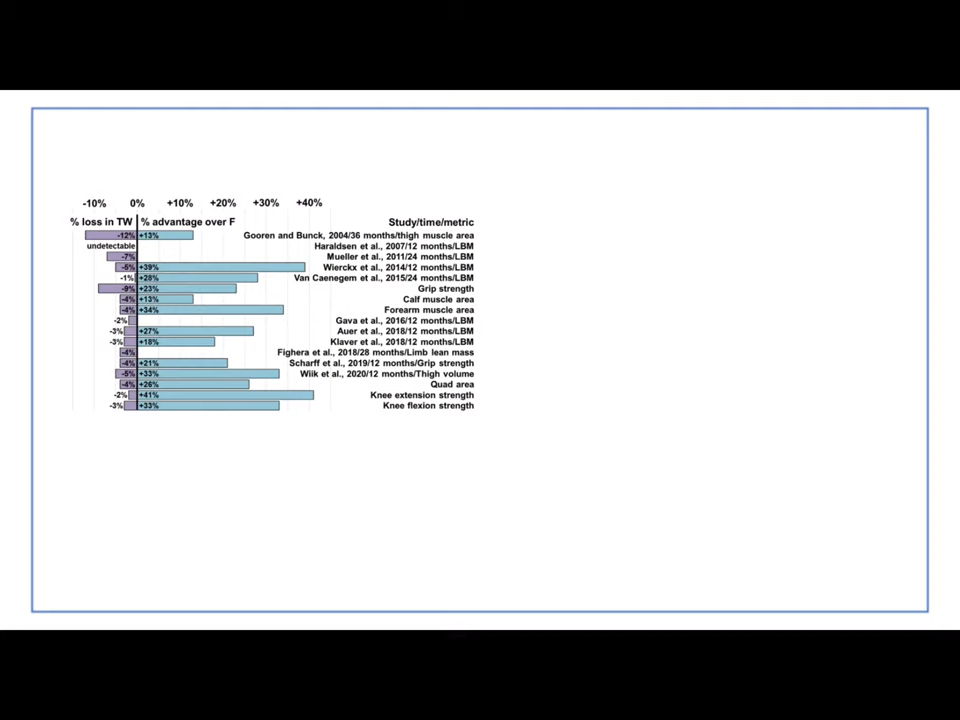 -10% 0% +10% +20% +30% +40%
% loss in TW % advantage over F Study/time/metric
-12% +13% Gooren and Bunck, 2004/36 months/thigh muscle area
undetectable Haraldsen et al., 2007/12 months/LBM
-7% Mueller et al., 2011/24 months/LBM
-5% +39% Wierckx et al., 2014/12 months/LBM
-1% +28% Van Caenegem et al., 2015/24 months/LBM
-9% +23% Grip strength
-4% +13% Calf muscle area
-4% +34% Forearm muscle area
-2% Gava et al., 2016/12 months/LBM
-3% +27% Auer et al., 2018/12 months/LBM
-3% +18% Klaver et al., 2018/12 months/LBM
-4% Fighera et al., 2018/28 months/Limb lean mass
-4% +21% Scharff et al., 2019/12 months/Grip strength
-5% +33% Wiik et al., 2020/12 months/Thigh volume
-4% +26% Quad area
-2% +41% Knee extension strength
-3% +33% Knee flexion strength